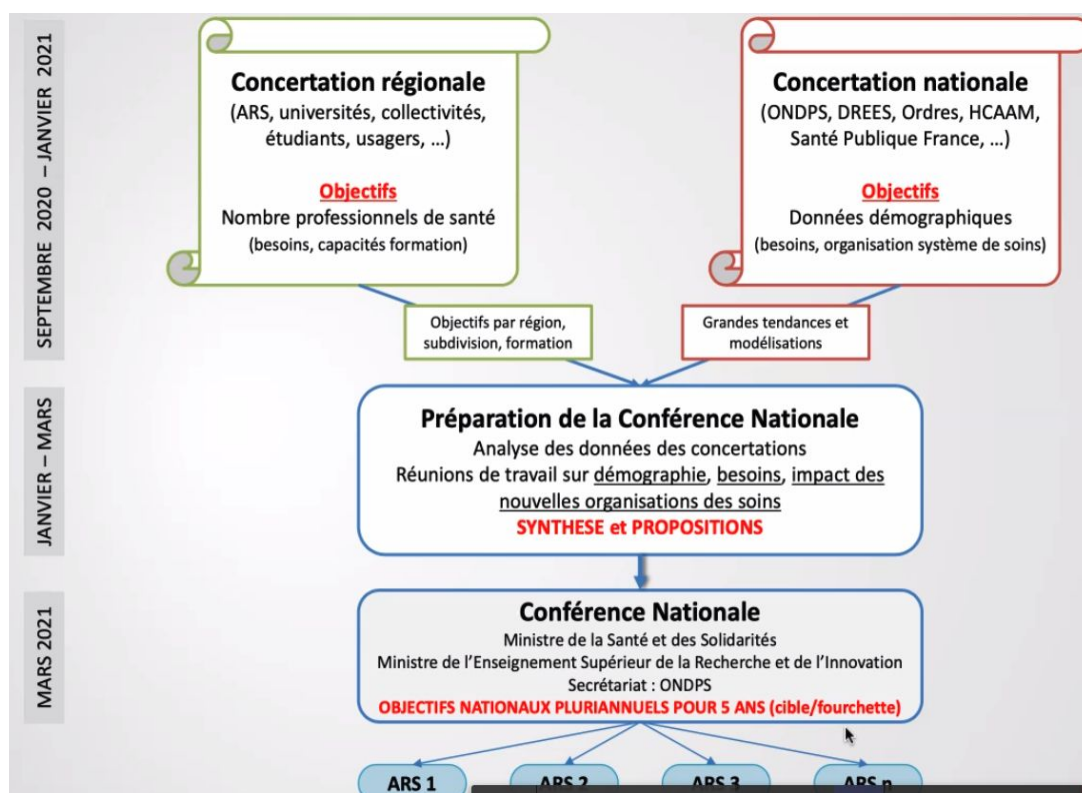 SEPTEMBRE 2020 – JANVIER 2021
Concertation régionale
(ARS, universités, collectivités,
étudiants, usagers, …)
Objectifs
Nombre professionnels de santé
(besoins, capacités formation)
Concertation nationale
(ONDPS, DREES, Ordres, HCAAM,
Santé Publique France, …)
Objectifs
Données démographiques
(besoins, organisation système de soins)
Objectifs par région,
subdivision, formation
Grandes tendances et
modélisations
JANVIER – MARS
Préparation de la Conférence Nationale
Analyse des données des concertations
Réunions de travail sur démographie, besoins, impact des
nouvelles organisations des soins
SYNTHESE et PROPOSITIONS
MARS 2021
Conférence Nationale
Ministre de la Santé et des Solidarités
Ministre de l'Enseignement Supérieur de la Recherche et de l'Innovation
Secrétariat : ONDPS
OBJECTIFS NATIONAUX PLURIANNUELS POUR 5 ANS (cible/fourchette)
ARS 1
ARS 2
ARS 3
ARS n